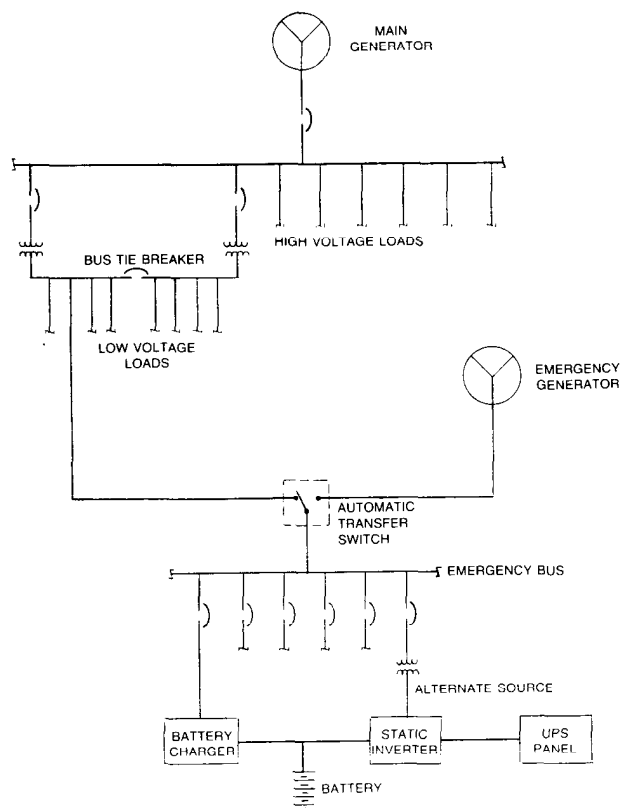 MAIN
GENERATOR
HIGH VOLTAGE LOADS
BUS TIE BREAKER
LOW VOLTAGE
LOADS
EMERGENCY
GENERATOR
AUTOMATIC
TRANSFER
SWITCH
EMERGENCY BUS
ALTERNATE SOURCE
BATTERY
CHARGER
STATIC
INVERTER
UPS
PANEL
BATTERY